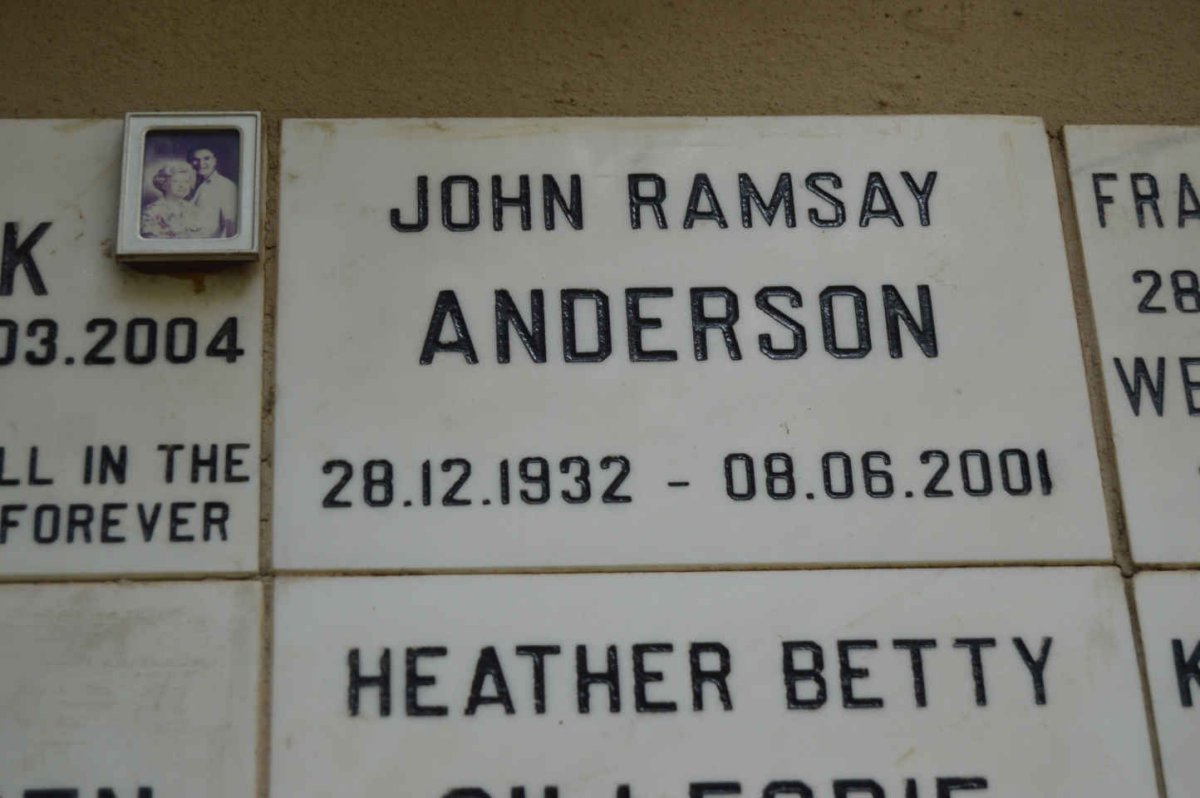 K
03.2004
LL IN THE
FOREVER
JOHN RAMSAY
ANDERSON
28.12.1932 - 08.06.2001
FRA
28
WE
HEATHER BETTY